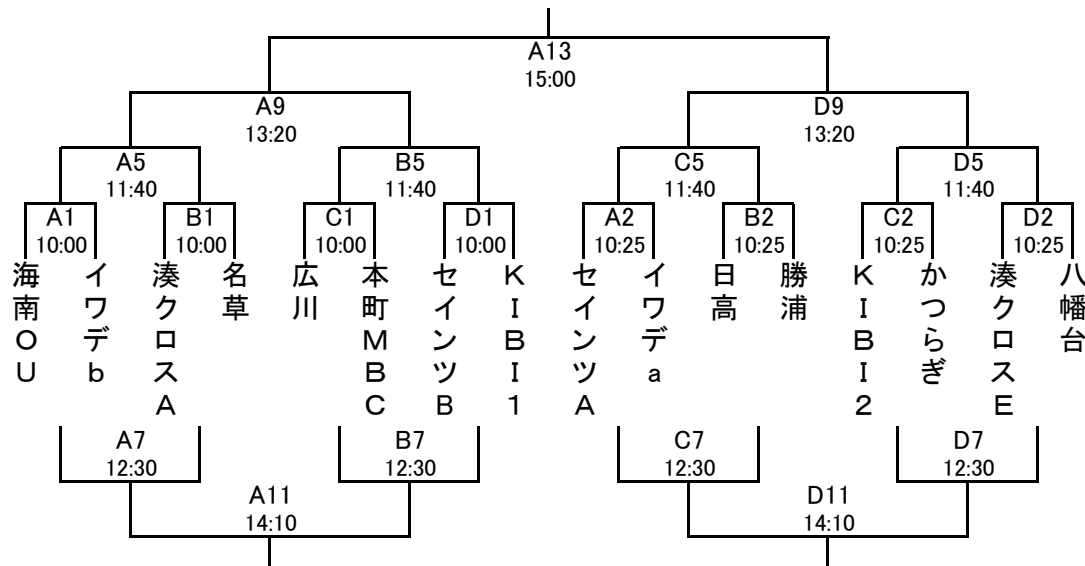 A13
15:00
A9
D9
13:20
13:20
A5
B5
C5
D5
11:40
11:40
11:40
11:40
A1
B1
C1
D1
A2
B2
C2
D2
10:00
10:00
10:00
10:00
10:25
10:25
10:25
10:25
海南OU
イワデb
湊クロスA
名草
広川
本町MBC
セインツB
KIBI1
セインツA
イワデa
日高
勝浦
KIBI2
かつらぎ
湊クロスE
八幡台
A7
B7
C7
D7
12:30
12:30
12:30
12:30
A11
D11
14:10
14:10